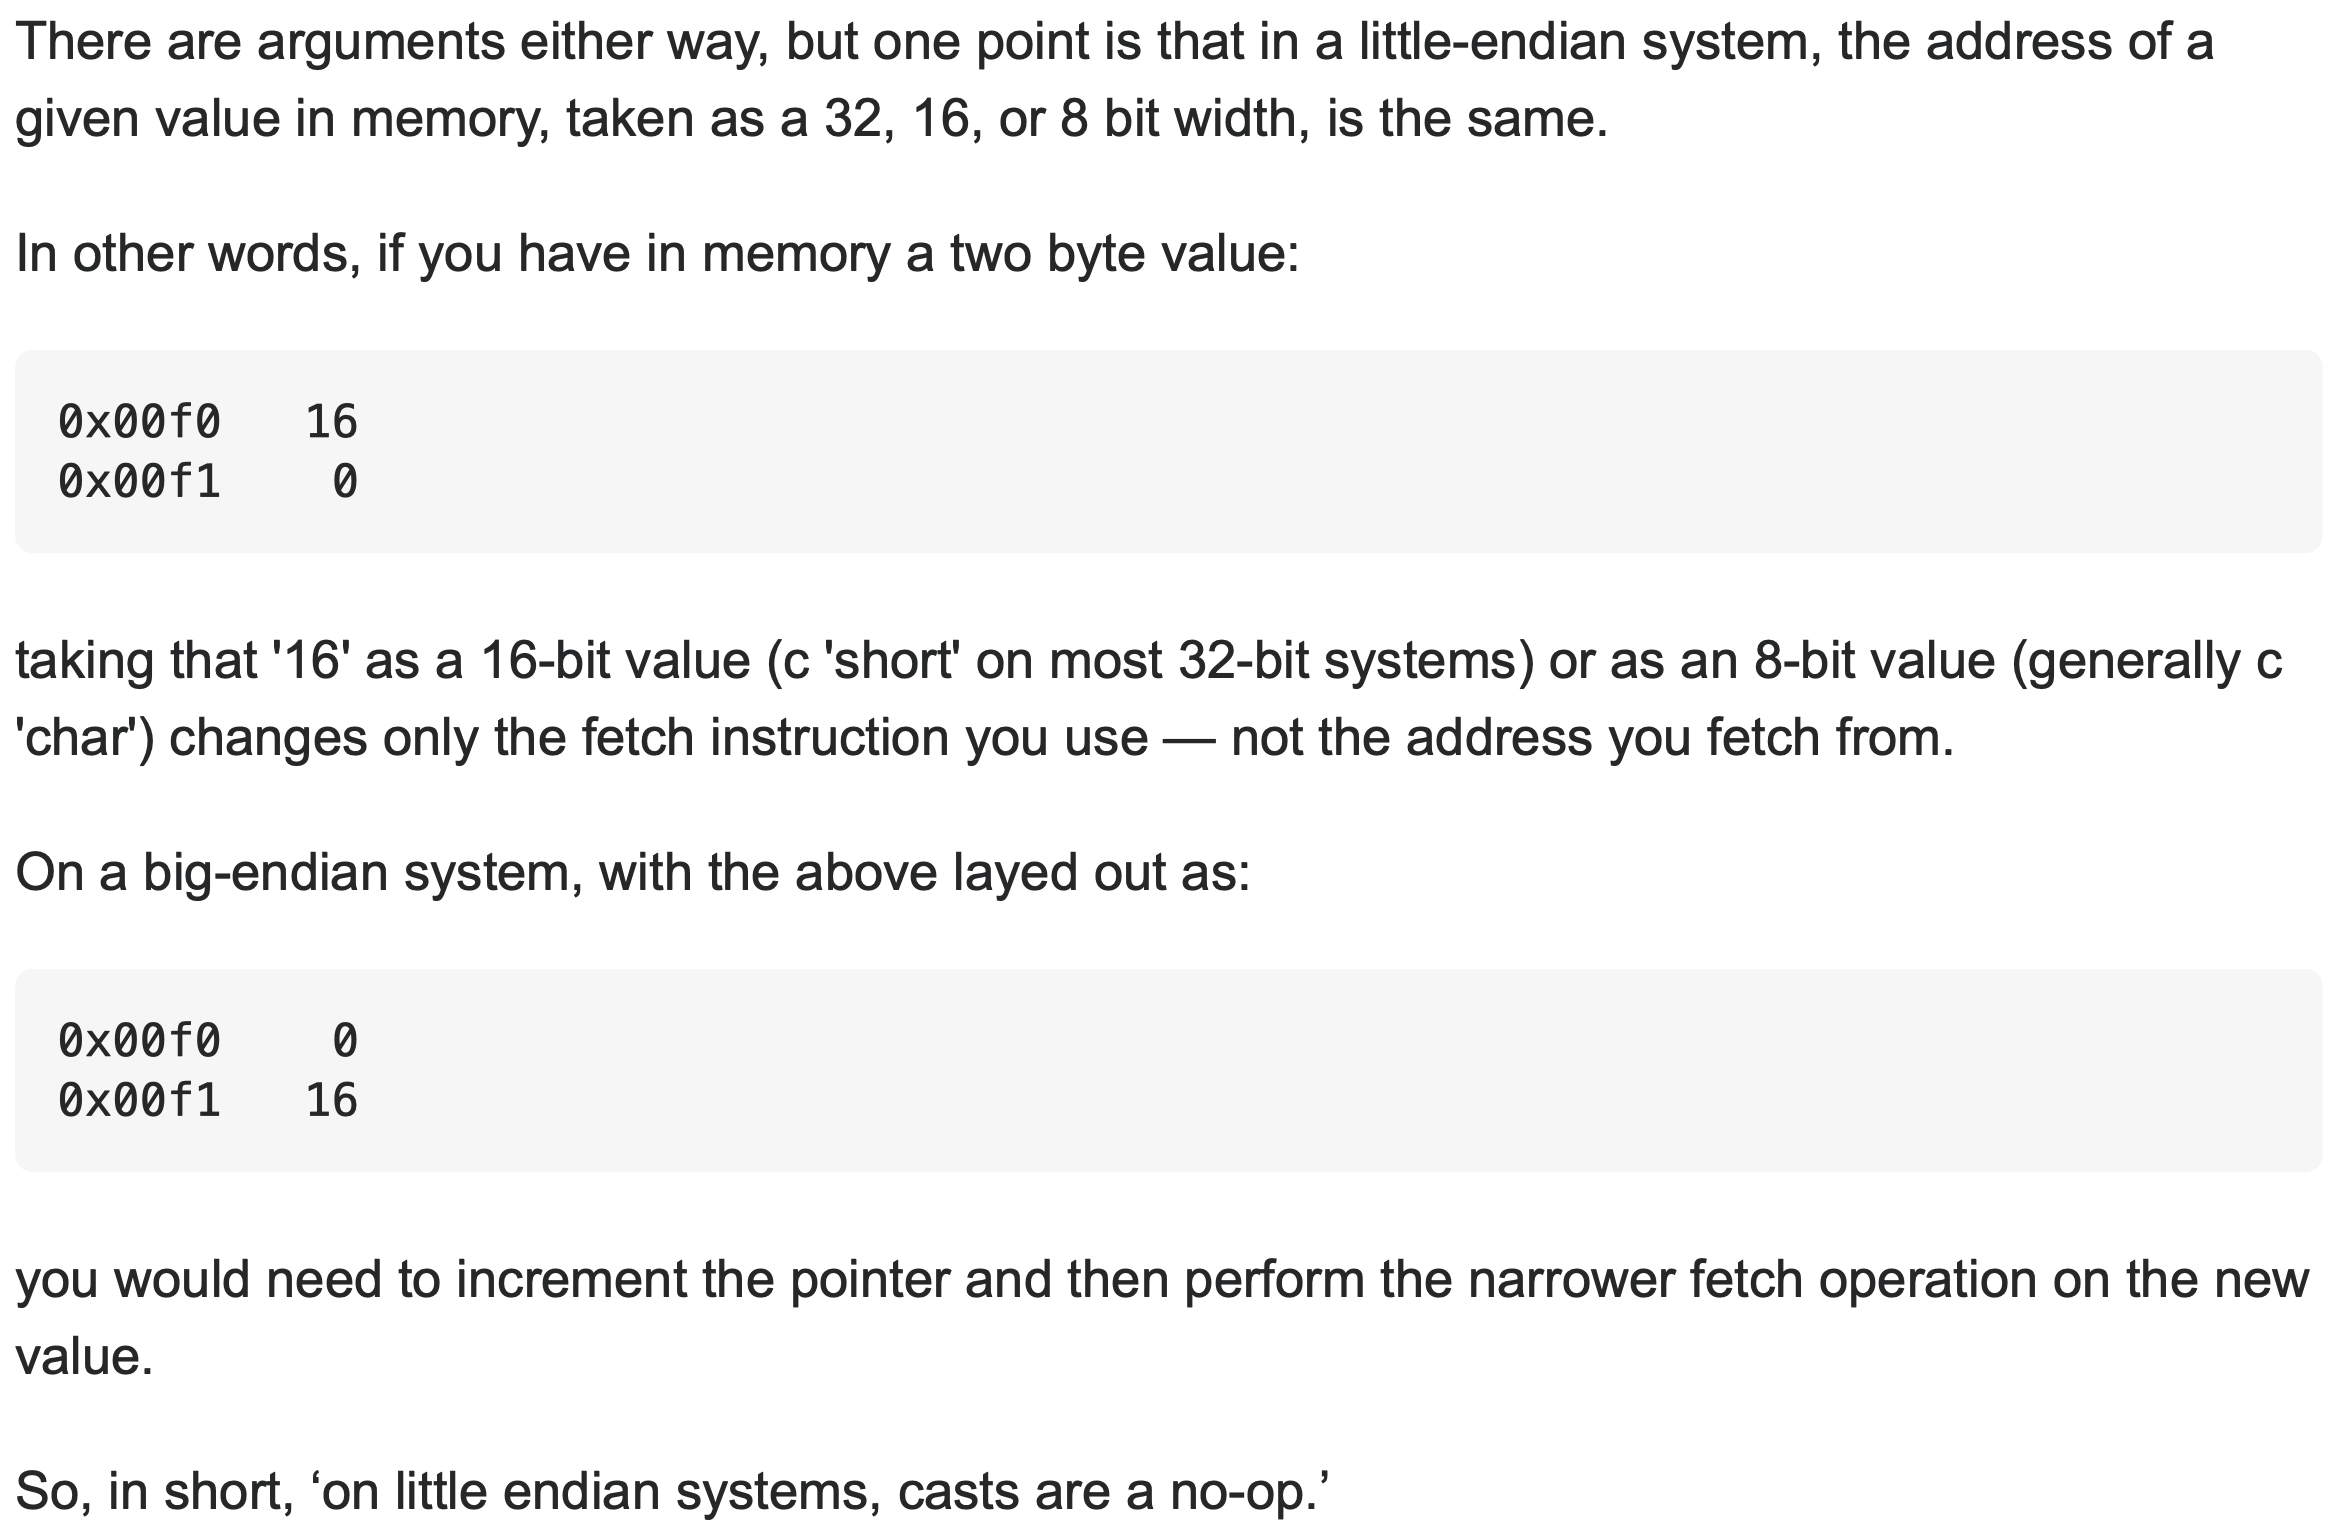 There are arguments either way, but one point is that in a little-endian system, the address of a
given value in memory, taken as a 32, 16, or 8 bit width, is the same.
In other words, if you have in memory a two byte value:
0x00f0   16
0x00f1    0
taking that '16' as a 16-bit value (c 'short' on most 32-bit systems) or as an 8-bit value (generally c
'char') changes only the fetch instruction you use — not the address you fetch from.
On a big-endian system, with the above layed out as:
0x00f0    0
0x00f1   16
you would need to increment the pointer and then perform the narrower fetch operation on the new
value.
So, in short, ‘on little endian systems, casts are a no-op.’